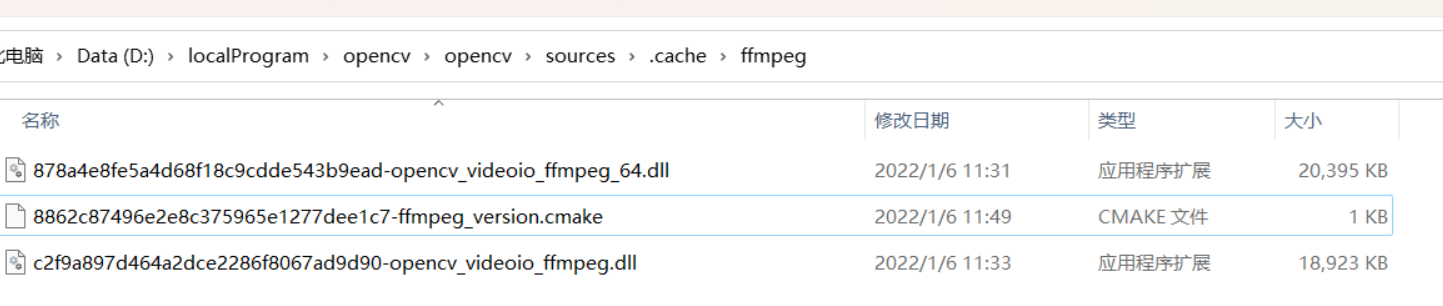 电脑 › Data (D:) › localProgram › opencv › opencv › sources › .cache › ffmpeg
名称 修改日期 类型 大小
878a4e8fe5a4d68f18c9cdde543b9ead-opencv_videoio_ffmpeg_64.dll 2022/1/6 11:31 应用程序扩展 20,395 KB
8862c87496e2e8c375965e1277dee1c7-ffmpeg_version.cmake 2022/1/6 11:49 CMAKE 文件 1 KB
c2f9a897d464a2dce2286f8067ad9d90-opencv_videoio_ffmpeg.dll 2022/1/6 11:33 应用程序扩展 18,923 KB